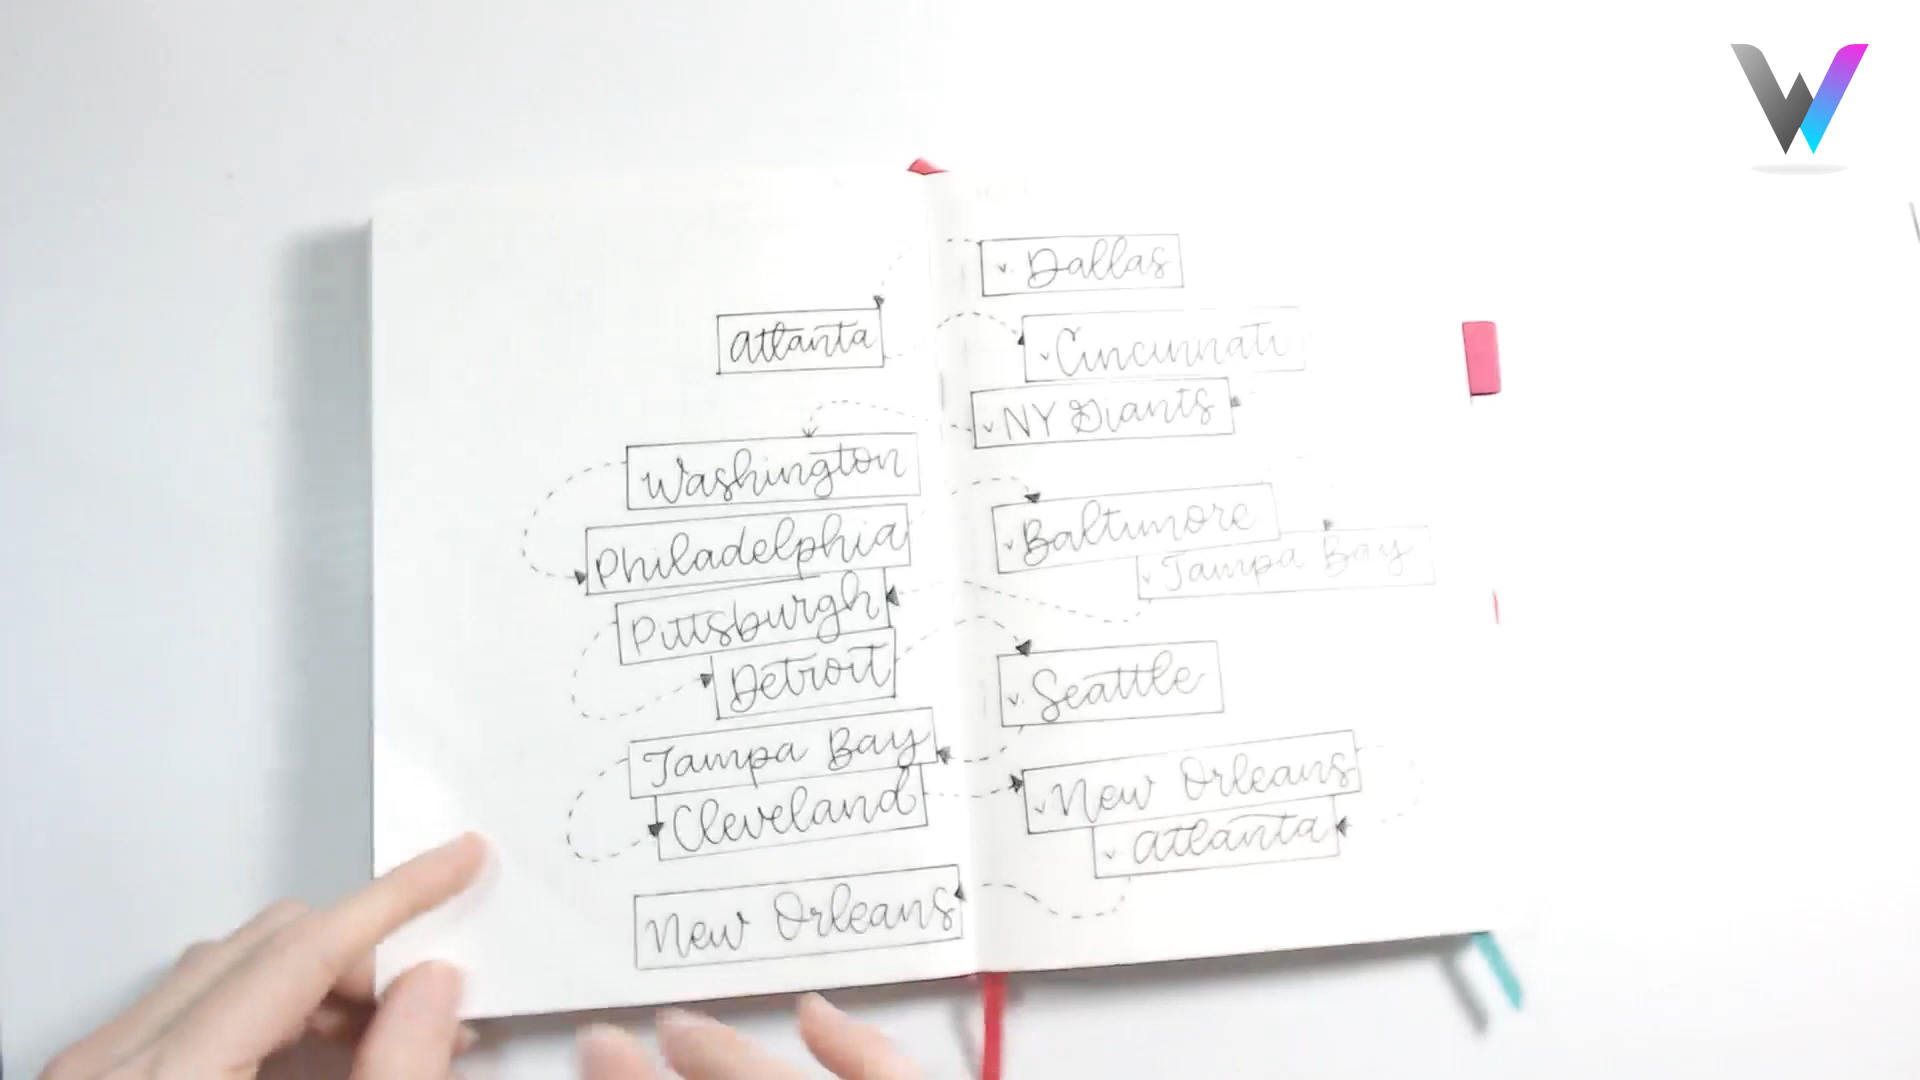 v. Dallas
Atlanta
v Cincinnati
v NY Giants
Washington
v Baltimore
Philadelphia
v Tampa Bay
Pittsburgh
Detroit
v Seattle
Tampa Bay
v New Orleans
Cleveland
v Atlanta
New Orleans
W